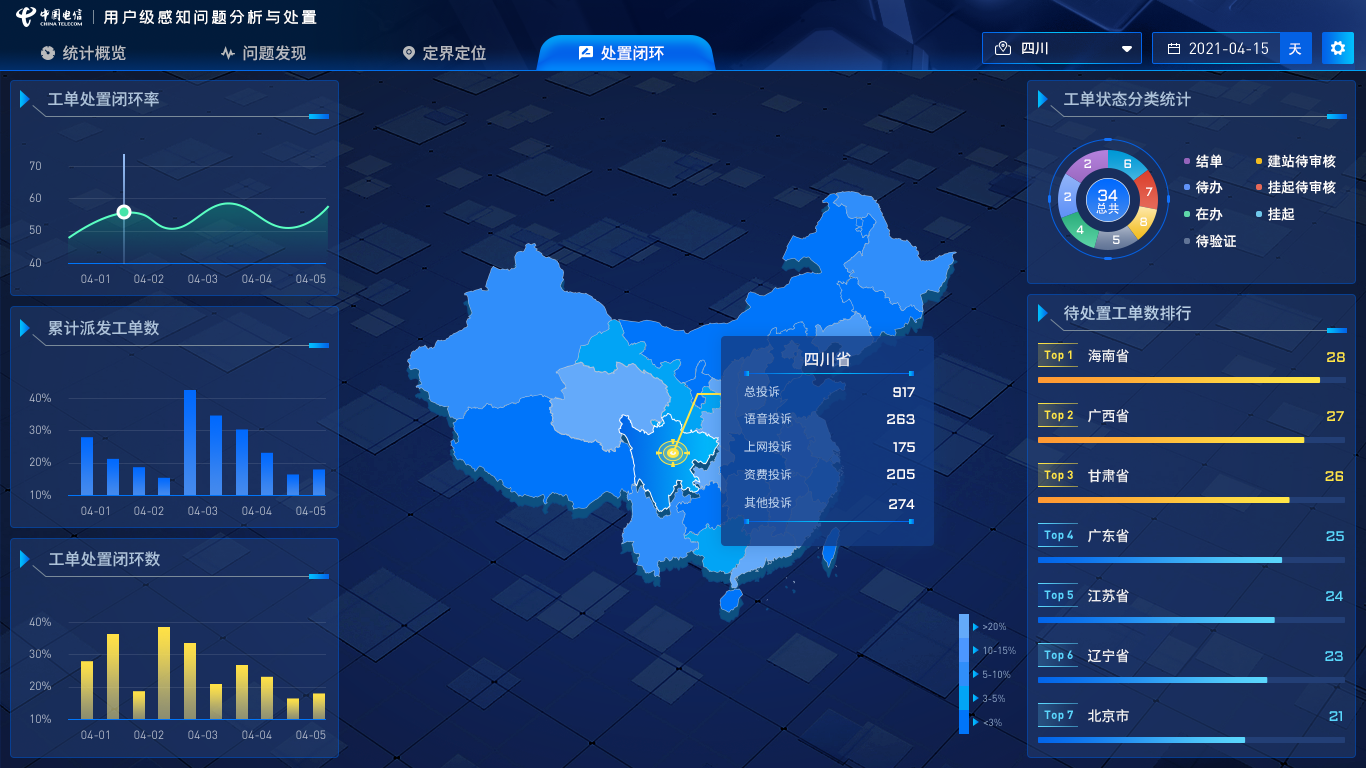 中国电信
CHINA TELECOM
用户级感知问题分析与处置
统计概览
问题发现
定界定位
处置闭环
四川
2021-04-15
天
工单处置闭环率
70
60
50
40
04-01 04-02 04-03 04-04 04-05
累计派发工单数
40%
30%
20%
10%
04-01 04-02 04-03 04-04 04-05
工单处置闭环数
40%
30%
20%
10%
04-01 04-02 04-03 04-04 04-05
四川省
总投诉 917
语音投诉 263
上网投诉 175
资费投诉 205
其他投诉 274
>20%
10-15%
5-10%
3-5%
<3%
工单状态分类统计
2 6
2 7
4 8
5
34
总共
结单 建站待审核
待办 挂起待审核
在办 挂起
待验证
待处置工单数排行
Top 1 海南省 28
Top 2 广西省 27
Top 3 甘肃省 26
Top 4 广东省 25
Top 5 江苏省 24
Top 6 辽宁省 23
Top 7 北京市 21